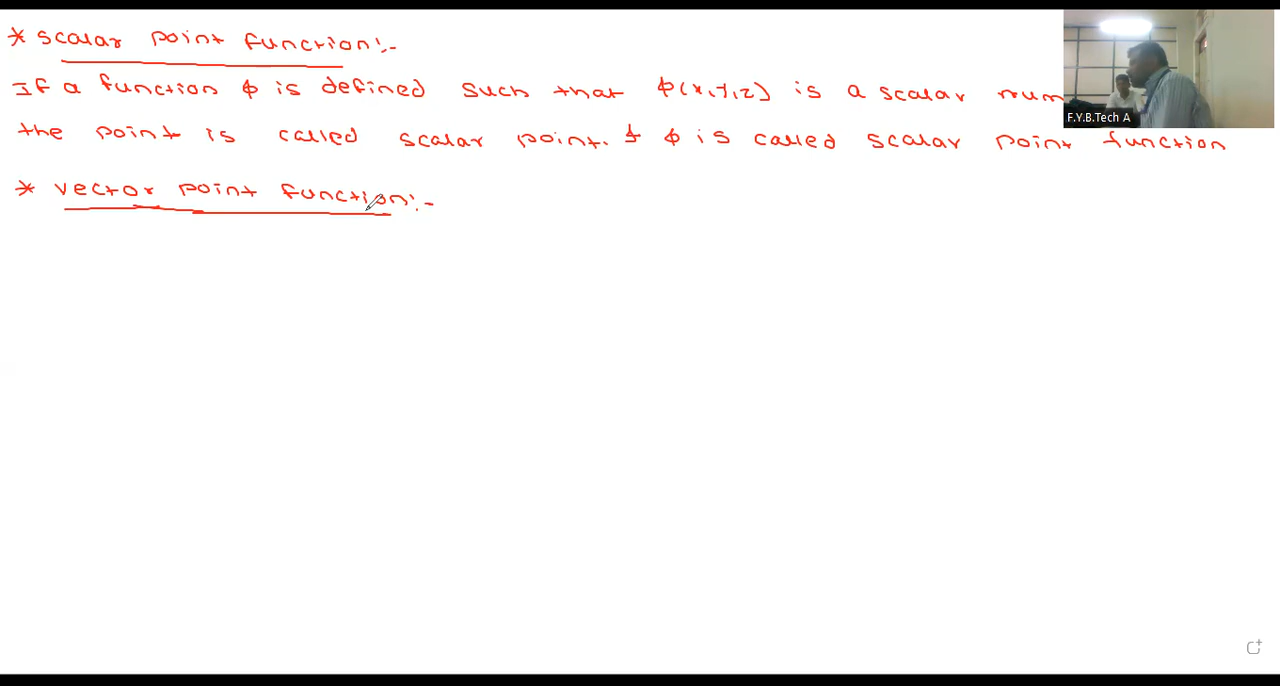 * scalar point function:-
If a function ϕ is defined such that ϕ(x,y,z) is a scalar num
F.Y.B.Tech A
the point is called scalar point. & ϕ is called scalar point function
* vector point function:-